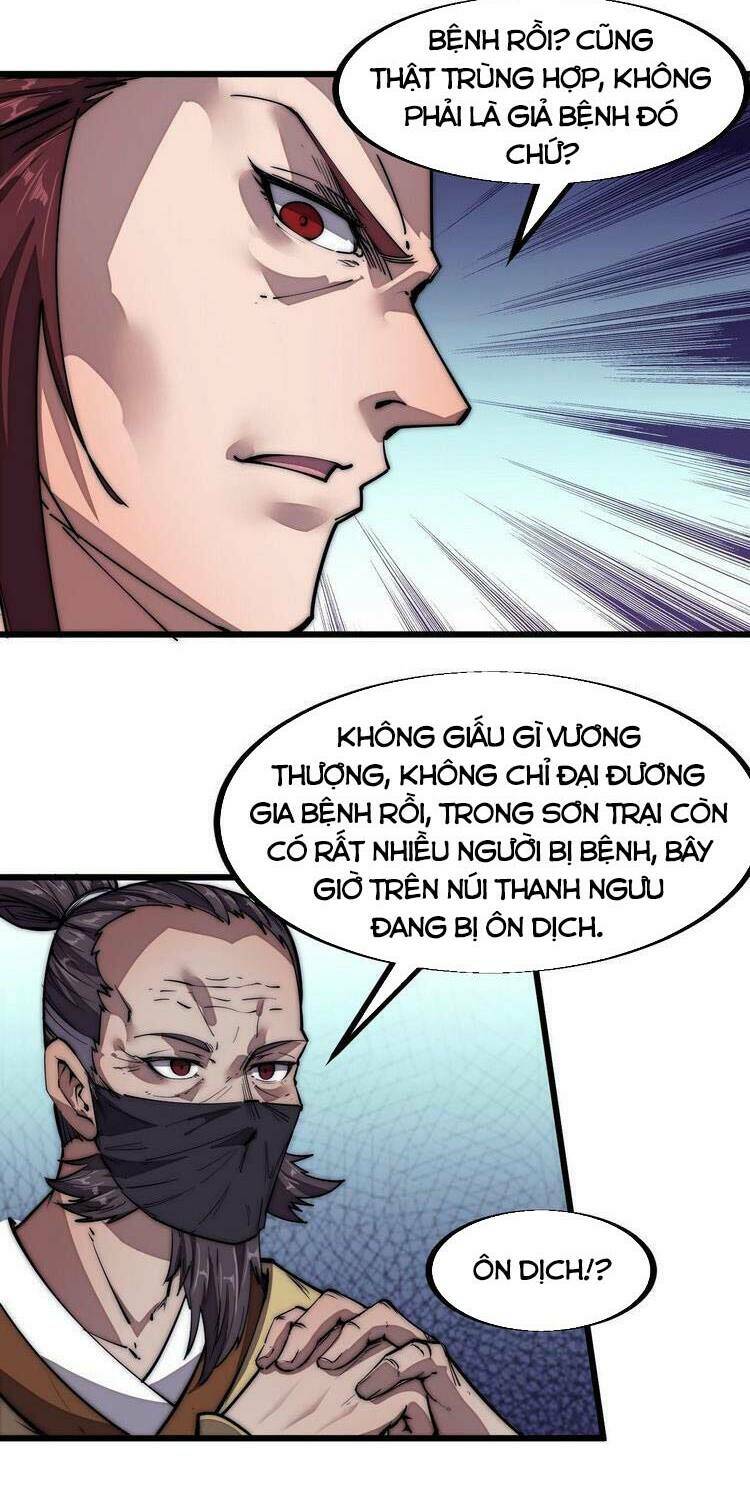 BỆNH RỒI? CŨNG
THẬT TRÙNG HỢP, KHÔNG
PHẢI LÀ GIẢ BỆNH ĐÓ
CHỨ?
KHÔNG GIẤU GÌ VƯƠNG
THƯỢNG, KHÔNG CHỈ ĐẠI ĐƯƠNG
GIA BỆNH RỒI, TRONG SƠN TRẠI CÒN
CÓ RẤT NHIỀU NGƯỜI BỊ BỆNH, BÂY
GIỜ TRÊN NÚI THANH NGƯU
ĐANG BỊ ÔN DỊCH.
ÔN DỊCH!?